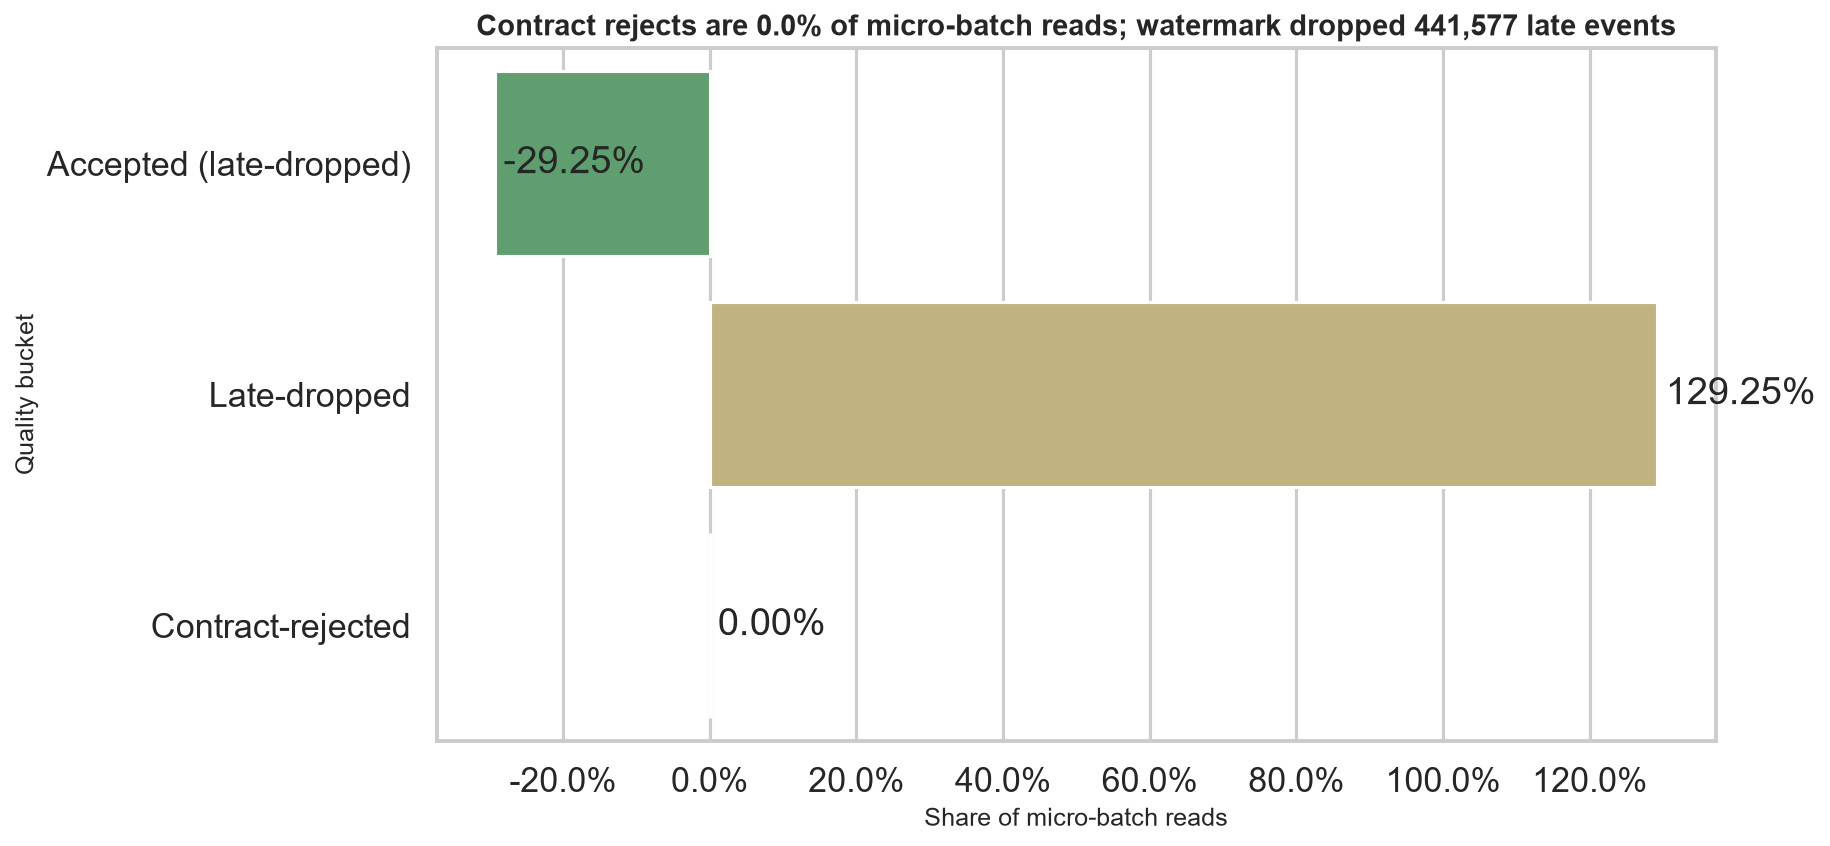 Contract rejects are 0.0% of micro-batch reads; watermark dropped 441,577 late events
Accepted (late-dropped)
-29.25%
Quality bucket
Late-dropped
129.25%
Contract-rejected
0.00%
-20.0% 0.0% 20.0% 40.0% 60.0% 80.0% 100.0% 120.0%
Share of micro-batch reads